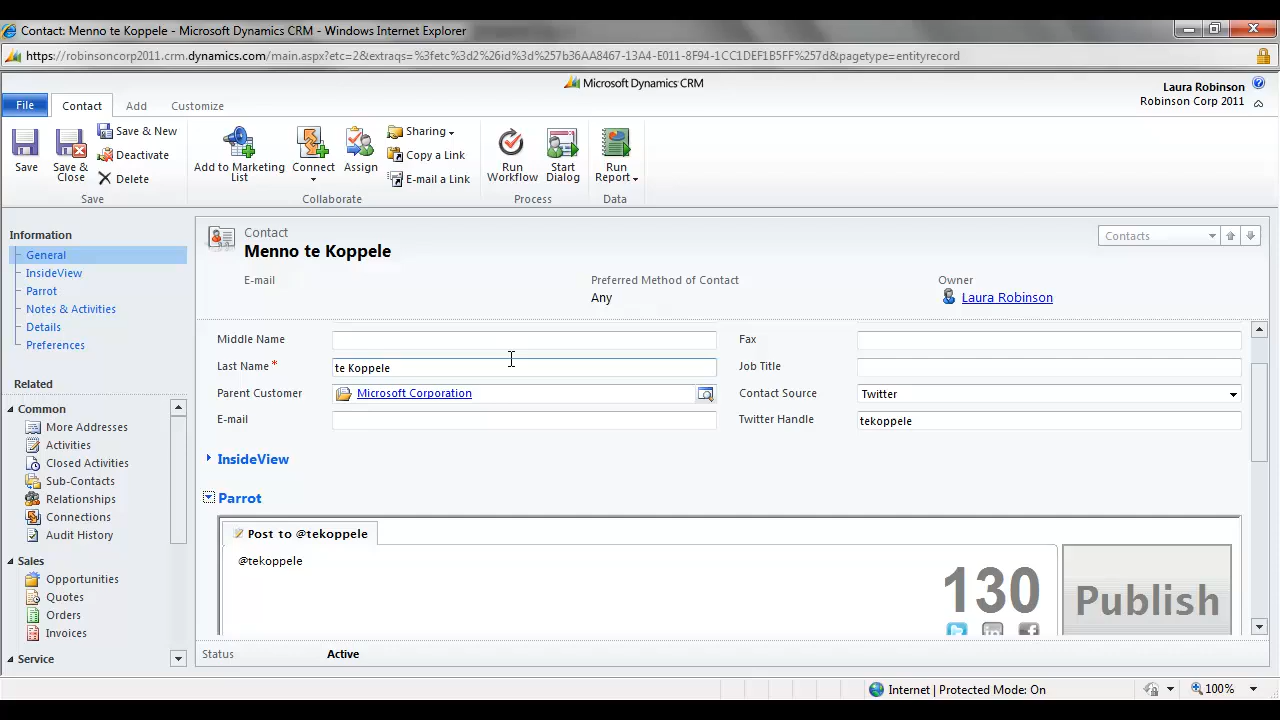 Contact: Menno te Koppele - Microsoft Dynamics CRM - Windows Internet Explorer
https://robinsoncorp2011.crm.dynamics.com/main.aspx?etc=2&extraqs=%3fetc%3d2%26id%3d%257b36AA8467-13A4-E011-8F94-1CC1DEF1B5FF%257d&pagetype=entityrecord
Microsoft Dynamics CRM
Laura Robinson
Robinson Corp 2011
File Contact Add Customize
Save
Save & Close
Save & New
Deactivate
Delete
Save
Add to Marketing List
Connect
Assign
Sharing
Copy a Link
E-mail a Link
Collaborate
Run Workflow
Start Dialog
Process
Run Report
Data
Information
General
InsideView
Parrot
Notes & Activities
Details
Preferences
Related
Common
More Addresses
Activities
Closed Activities
Sub-Contacts
Relationships
Connections
Audit History
Sales
Opportunities
Quotes
Orders
Invoices
Service
Contact
Menno te Koppele
Contacts
E-mail
Preferred Method of Contact
Any
Owner
Laura Robinson
Middle Name
Fax
Last Name * te Koppele
Job Title
Parent Customer Microsoft Corporation
Contact Source Twitter
E-mail
Twitter Handle tekoppele
InsideView
Parrot
Post to @tekoppele
@tekoppele
130
Publish
Status Active
Internet | Protected Mode: On
100%